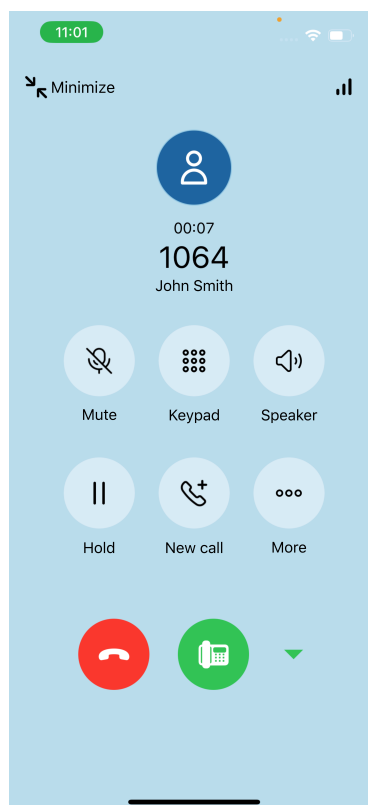 11:01
Minimize
00:07
1064
John Smith
Mute Keypad Speaker
Hold New call More